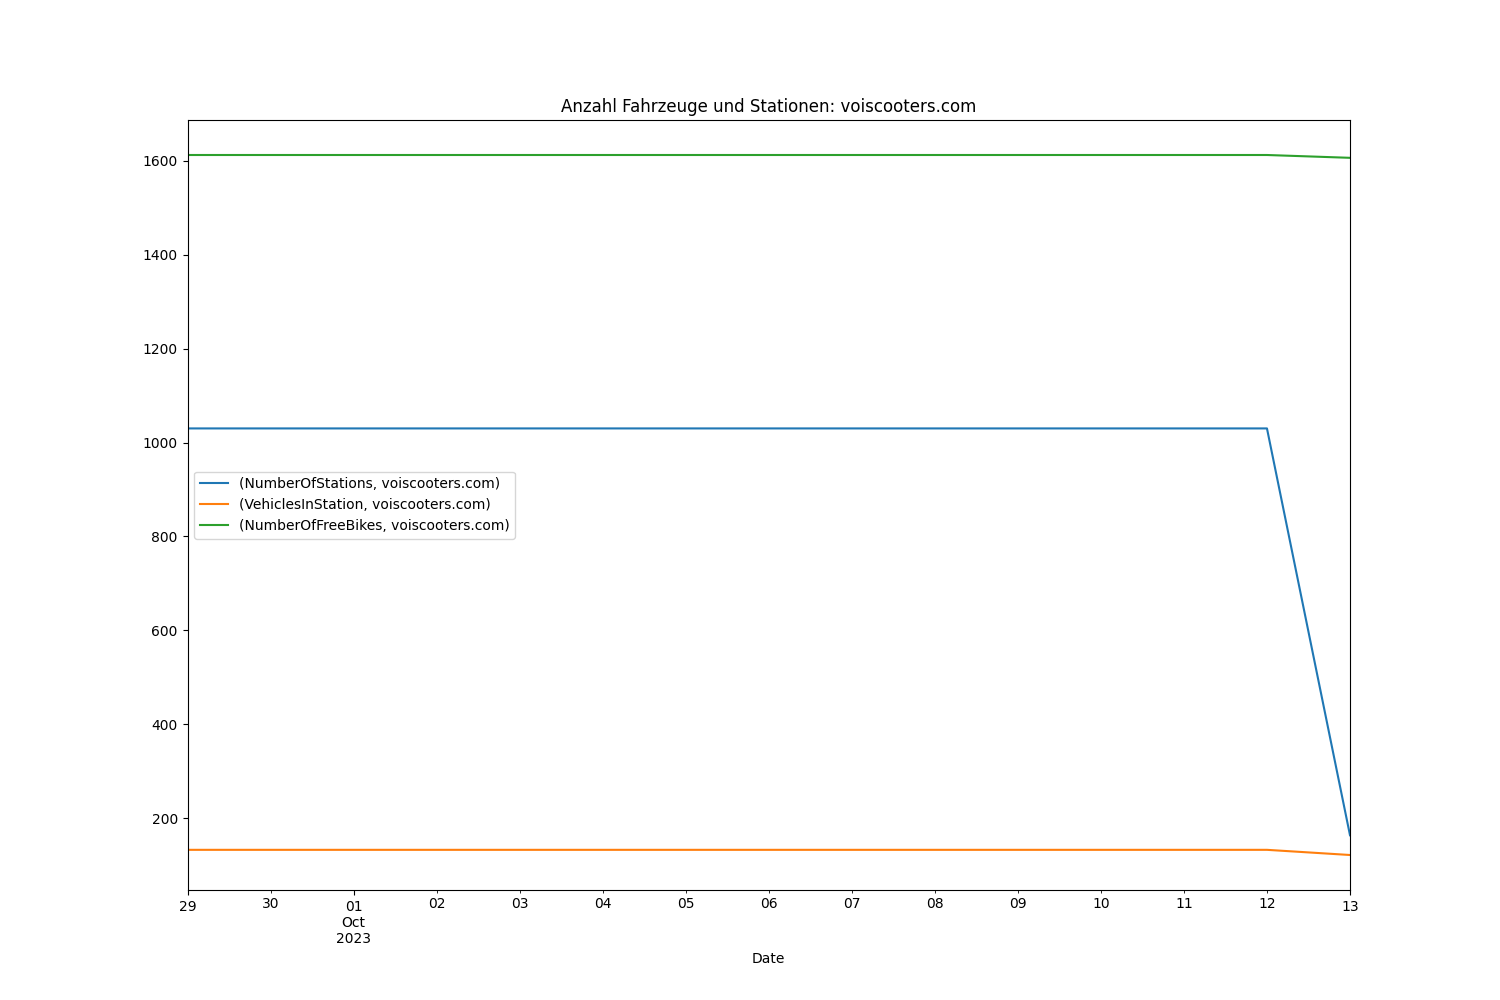 Anzahl Fahrzeuge und Stationen: voiscooters.com
1600
1400
1200
1000
800
600
400
200
(NumberOfStations, voiscooters.com)
(VehiclesInStation, voiscooters.com)
(NumberOfFreeBikes, voiscooters.com)
29 30 01 02 03 04 05 06 07 08 09 10 11 12 13
Oct
2023
Date